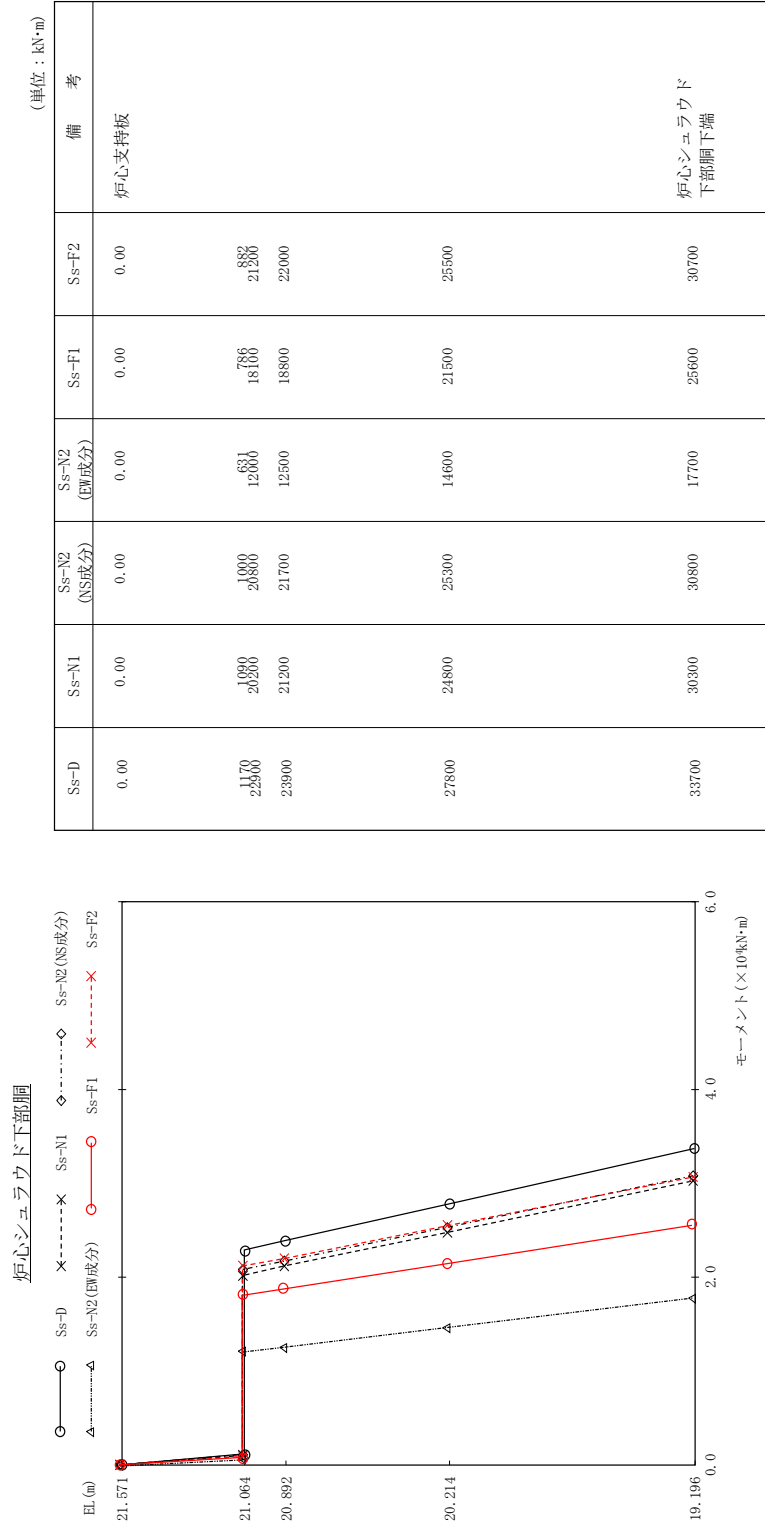 炉心シュラウド下部胴
Ss-D
Ss-N1
Ss-N2(NS成分)
Ss-N2(EW成分)
Ss-F1
Ss-F2
EL(m)
21.571
21.064
20.892
20.214
19.196
0.0
2.0
4.0
6.0
モーメント(×10⁴kN･m)
(単位：kN･m)
Ss-D Ss-N1 Ss-N2 (NS成分) Ss-N2 (EW成分) Ss-F1 Ss-F2 備 考
0.00 0.00 0.00 0.00 0.00 0.00 炉心支持板
1170 1090 1000 631 786 882
22900 20200 20800 12000 18100 21200
23900 21200 21700 12500 18800 22000
27800 24800 25300 14600 21500 25500
33700 30300 30800 17700 25600 30700 炉心シュラウド
下部胴下端